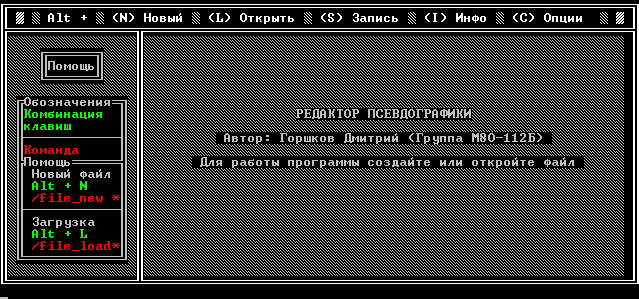 Alt + (N) Новый (L) Открыть (S) Запись (I) Инфо (C) Опции
Помощь
Обозначения
Комбинация
клавиш
Команда
Помощь
Новый файл
Alt + N
/file_new *
Загрузка
Alt + L
/file_load*
РЕДАКТОР ПСЕВДОГРАФИКИ
Автор: Горшков Дмитрий (Группа М80-112Б)
Для работы программы создайте или откройте файл